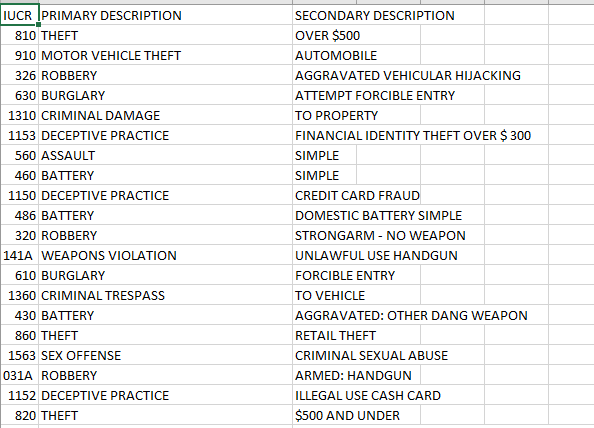 IUCR PRIMARY DESCRIPTION SECONDARY DESCRIPTION
810 THEFT OVER $500
910 MOTOR VEHICLE THEFT AUTOMOBILE
326 ROBBERY AGGRAVATED VEHICULAR HIJACKING
630 BURGLARY ATTEMPT FORCIBLE ENTRY
1310 CRIMINAL DAMAGE TO PROPERTY
1153 DECEPTIVE PRACTICE FINANCIAL IDENTITY THEFT OVER $ 300
560 ASSAULT SIMPLE
460 BATTERY SIMPLE
1150 DECEPTIVE PRACTICE CREDIT CARD FRAUD
486 BATTERY DOMESTIC BATTERY SIMPLE
320 ROBBERY STRONGARM - NO WEAPON
141A WEAPONS VIOLATION UNLAWFUL USE HANDGUN
610 BURGLARY FORCIBLE ENTRY
1360 CRIMINAL TRESPASS TO VEHICLE
430 BATTERY AGGRAVATED: OTHER DANG WEAPON
860 THEFT RETAIL THEFT
1563 SEX OFFENSE CRIMINAL SEXUAL ABUSE
031A ROBBERY ARMED: HANDGUN
1152 DECEPTIVE PRACTICE ILLEGAL USE CASH CARD
820 THEFT $500 AND UNDER